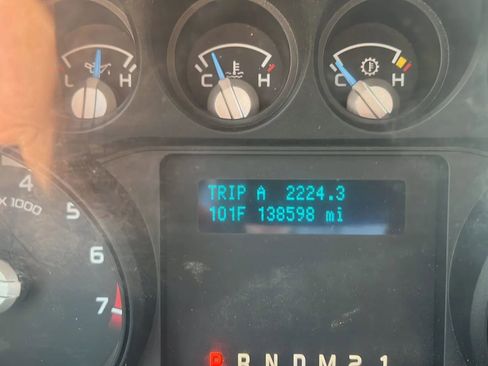 L H
C H
C H
4
X 1000
5
6
7
TRIP A 2224.3
101F 138598 mi
P R N D M 2 1